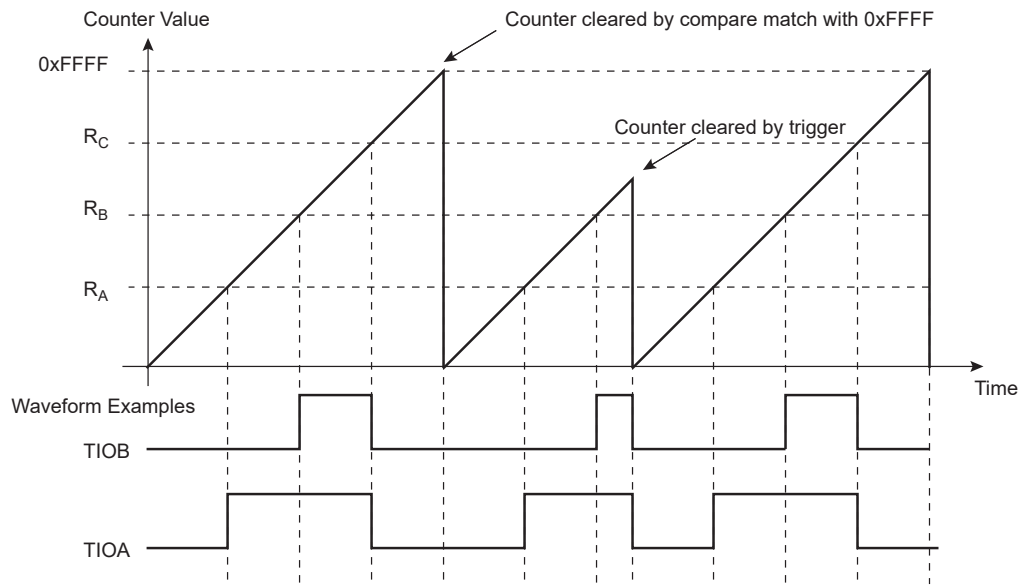 Counter Value
Counter cleared by compare match with 0xFFFF
0xFFFF
RC
Counter cleared by trigger
RB
RA
Time
Waveform Examples
TIOB
TIOA